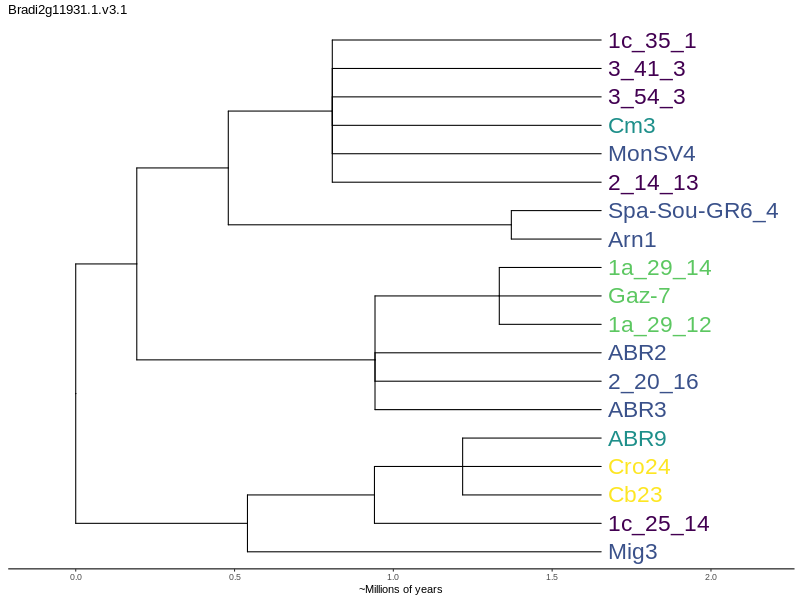 Bradi2g11931.1.v3.1
1c_35_1
3_41_3
3_54_3
Cm3
MonSV4
2_14_13
Spa-Sou-GR6_4
Arn1
1a_29_14
Gaz-7
1a_29_12
ABR2
2_20_16
ABR3
ABR9
Cro24
Cb23
1c_25_14
Mig3
0.0 0.5 1.0 1.5 2.0
~Millions of years